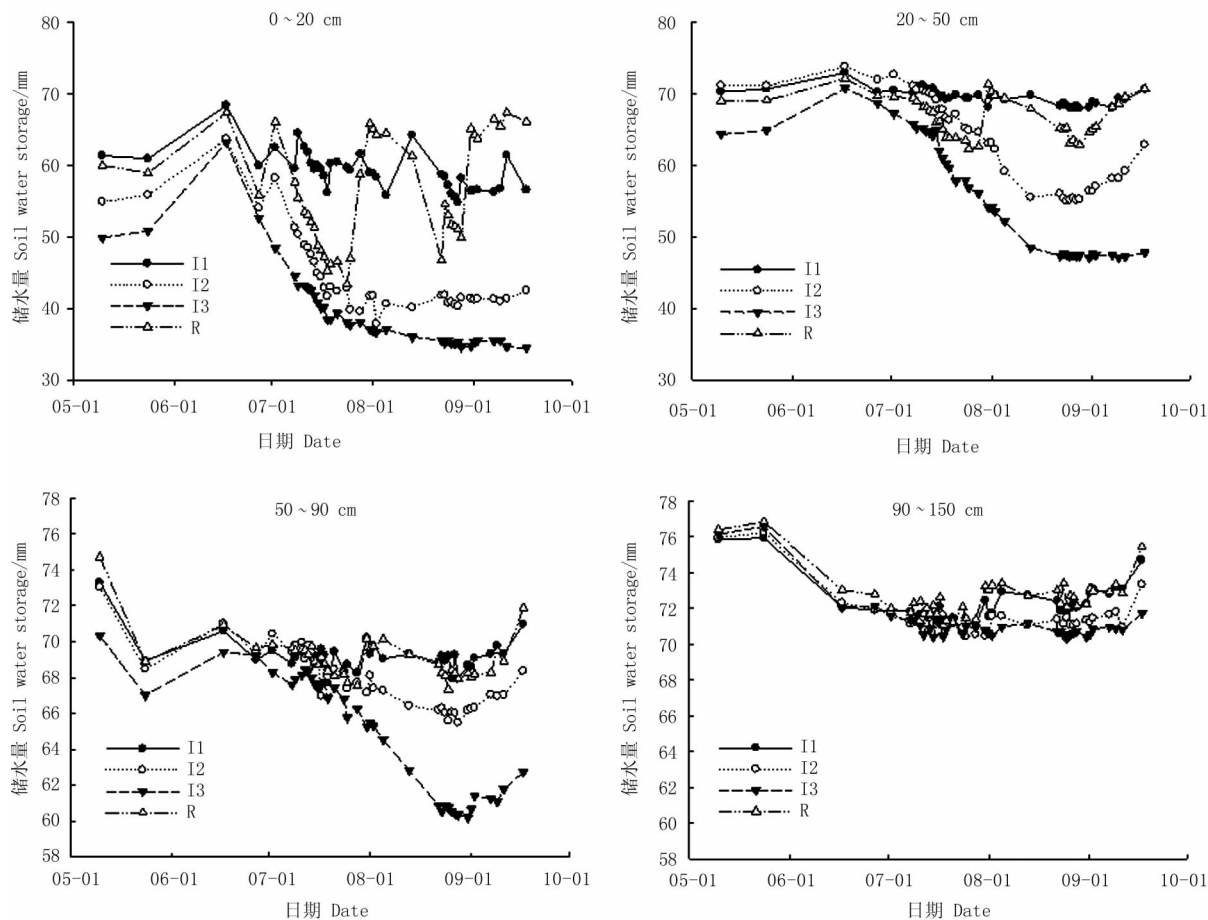 0~20 cm
80
70
60
50
40
30
储水量 Soil water storage/mm
I1
I2
I3
R
05-01 06-01 07-01 08-01 09-01 10-01
日期 Date
20~50 cm
80
70
60
50
40
30
储水量 Soil water storage/mm
I1
I2
I3
R
05-01 06-01 07-01 08-01 09-01 10-01
日期 Date
50~90 cm
78
76
74
72
70
68
66
64
62
60
58
储水量 Soil water storage/mm
I1
I2
I3
R
05-01 06-01 07-01 08-01 09-01 10-01
日期 Date
90~150 cm
78
76
74
72
70
68
66
64
62
60
58
储水量 Soil water storage/mm
I1
I2
I3
R
05-01 06-01 07-01 08-01 09-01 10-01
日期 Date